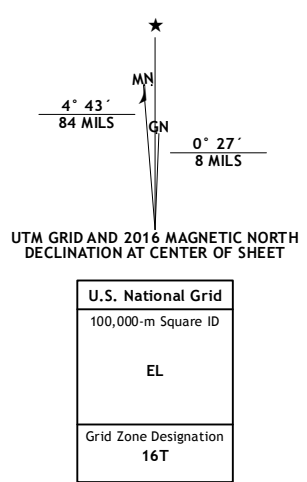 ★
MN
4° 43´
84 MILS
GN
0° 27´
8 MILS
UTM GRID AND 2016 MAGNETIC NORTH
DECLINATION AT CENTER OF SHEET
U.S. National Grid
100,000-m Square ID
EL
Grid Zone Designation
16T